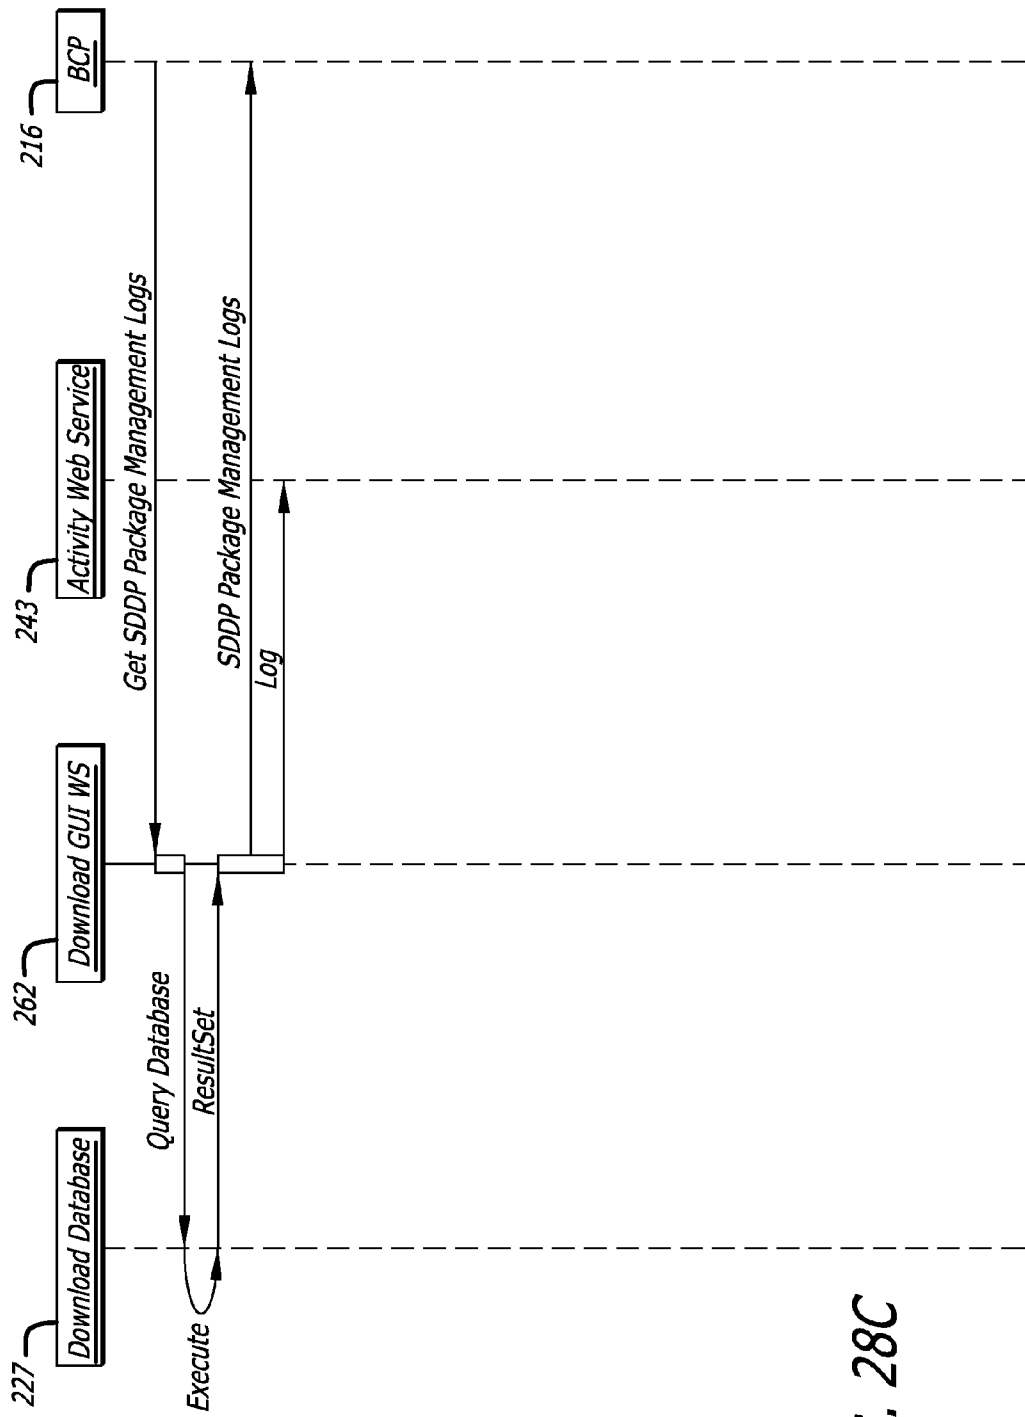 227
Download Database
262
Download GUI WS
243
Activity Web Service
216
BCP
Get SDDP Package Management Logs
Query Database
Execute
ResultSet
SDDP Package Management Logs
Log
. 28C